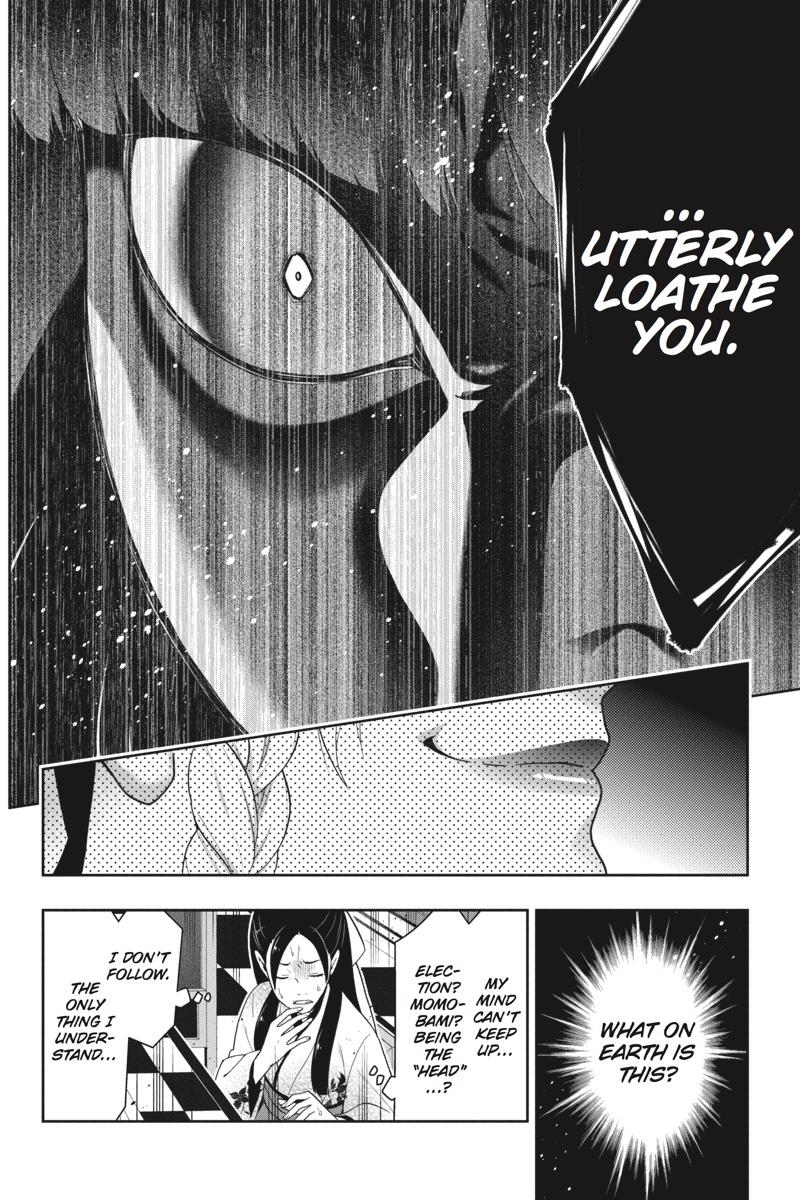 ...
UTTERLY
LOATHE
YOU.
WHAT ON
EARTH IS
THIS?
MY
MIND
CAN'T
KEEP
UP...
ELEC-
TION?
MOMO-
BAMI?
BEING
THE
"HEAD"
...?
I DON'T
FOLLOW.
THE
ONLY
THING I
UNDER-
STAND...